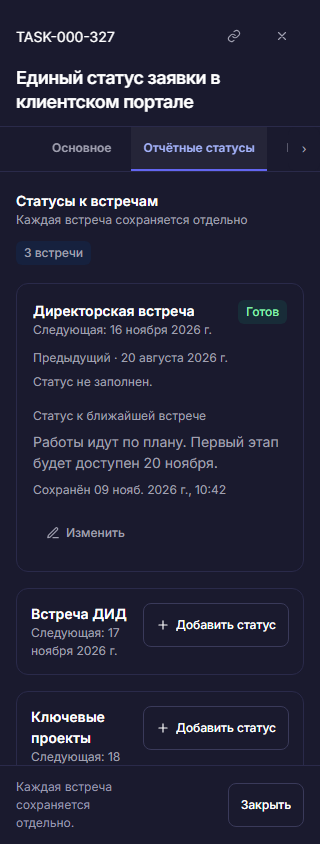 TASK-000-327
Единый статус заявки в
клиентском портале
Основное
Отчётные статусы
Статусы к встречам
Каждая встреча сохраняется отдельно
3 встречи
Директорская встреча
Готов
Следующая: 16 ноября 2026 г.
Предыдущий · 20 августа 2026 г.
Статус не заполнен.
Статус к ближайшей встрече
Работы идут по плану. Первый этап
будет доступен 20 ноября.
Сохранён 09 нояб. 2026 г., 10:42
Изменить
Встреча ДИД
Следующая: 17
ноября 2026 г.
+ Добавить статус
Ключевые
проекты
Следующая: 18
+ Добавить статус
Каждая встреча
сохраняется
отдельно.
Закрыть